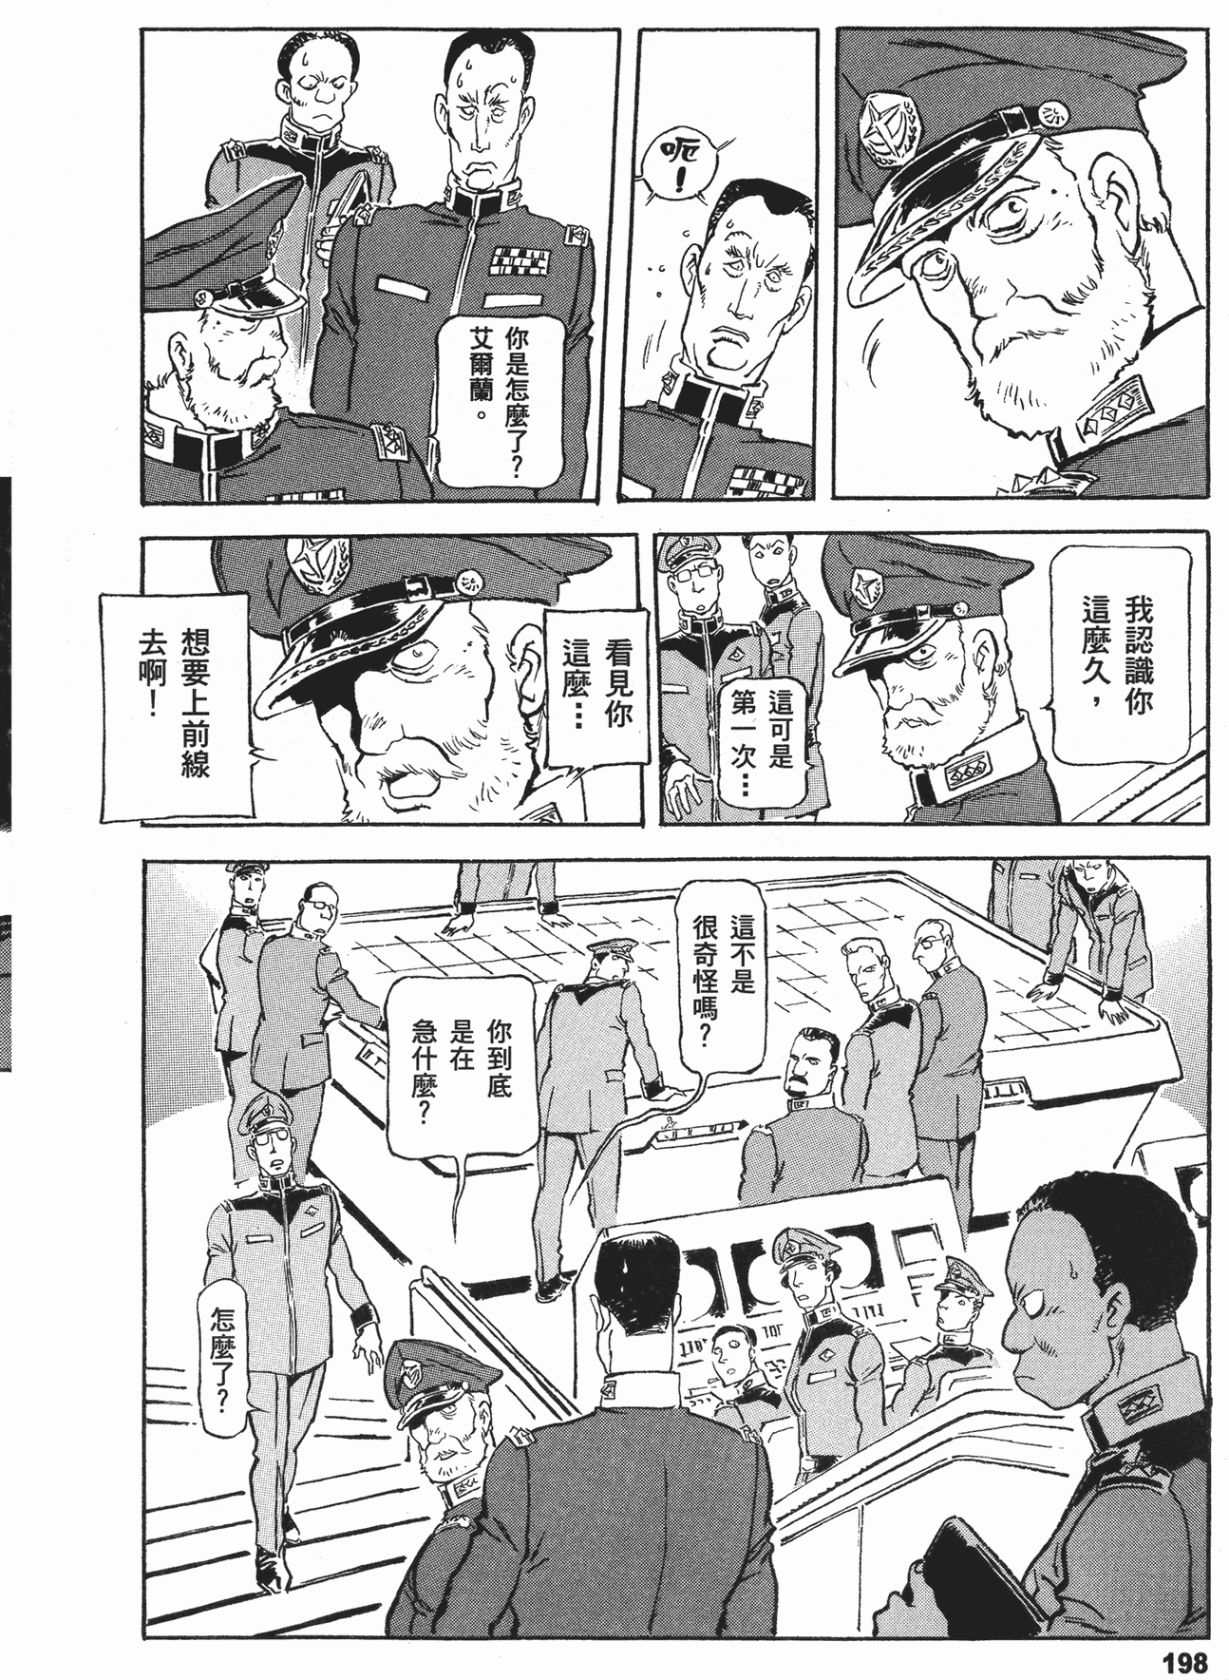 呃！
你是怎麼了？
艾爾蘭。
我認識你
這麼久，
這可是
第一次…
看見你
這麼…
想要上前線
去啊！
這不是
很奇怪嗎？
你到底
是在
急什麼？
怎麼了？
198